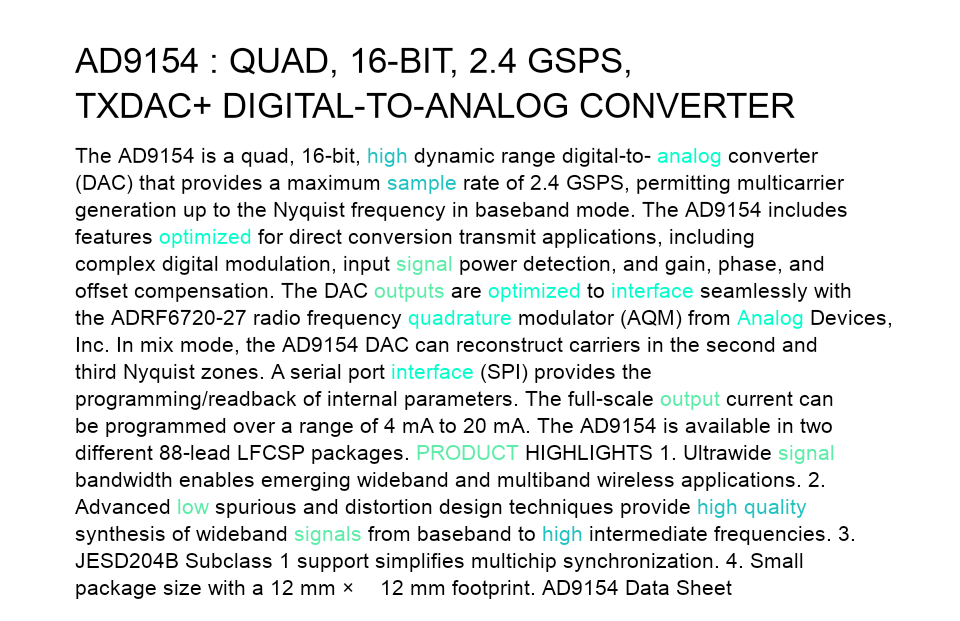 AD9154 : QUAD, 16-BIT, 2.4 GSPS,
TXDAC+ DIGITAL-TO-ANALOG CONVERTER
The AD9154 is a quad, 16-bit, high dynamic range digital-to- analog converter
(DAC) that provides a maximum sample rate of 2.4 GSPS, permitting multicarrier
generation up to the Nyquist frequency in baseband mode. The AD9154 includes
features optimized for direct conversion transmit applications, including
complex digital modulation, input signal power detection, and gain, phase, and
offset compensation. The DAC outputs are optimized to interface seamlessly with
the ADRF6720-27 radio frequency quadrature modulator (AQM) from Analog Devices,
Inc. In mix mode, the AD9154 DAC can reconstruct carriers in the second and
third Nyquist zones. A serial port interface (SPI) provides the
programming/readback of internal parameters. The full-scale output current can
be programmed over a range of 4 mA to 20 mA. The AD9154 is available in two
different 88-lead LFCSP packages. PRODUCT HIGHLIGHTS 1. Ultrawide signal
bandwidth enables emerging wideband and multiband wireless applications. 2.
Advanced low spurious and distortion design techniques provide high quality
synthesis of wideband signals from baseband to high intermediate frequencies. 3.
JESD204B Subclass 1 support simplifies multichip synchronization. 4. Small
package size with a 12 mm × 12 mm footprint. AD9154 Data Sheet